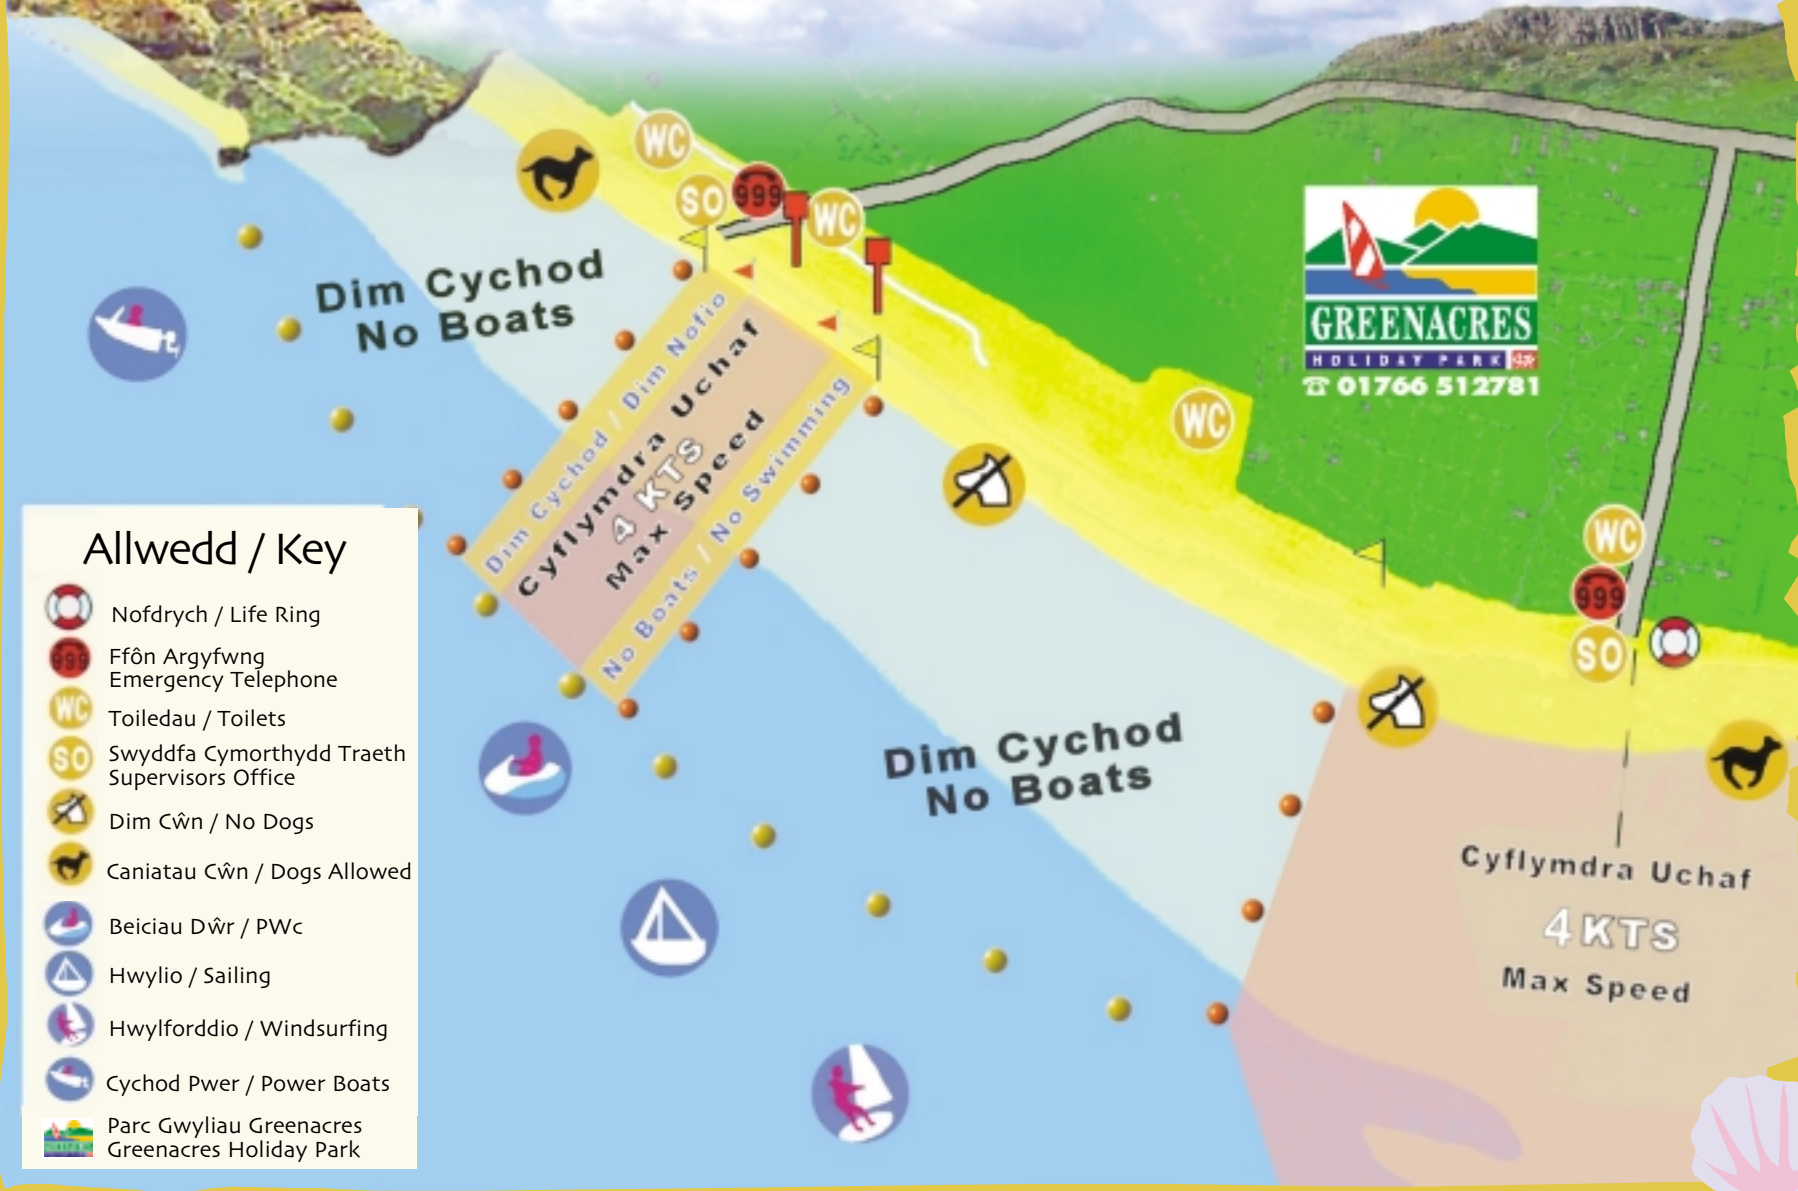 WC
SO
999
WC
Dim Cychod
No Boats
Dim Cychod / Dim Nofio
Cyflymdra Uchaf
4 KTS
Max Speed
No Boats / No Swimming
GREENACRES
HOLIDAY PARK
☎ 01766 512781
WC
WC
999
SO
Dim Cychod
No Boats
Cyflymdra Uchaf
4 KTS
Max Speed
Allwedd / Key
Nofdrych / Life Ring
999
Ffôn Argyfwng
Emergency Telephone
WC
Toiledau / Toilets
SO
Swyddfa Cymorthydd Traeth
Supervisors Office
Dim Cŵn / No Dogs
Caniatau Cŵn / Dogs Allowed
Beiciau Dŵr / PWc
Hwylio / Sailing
Hwylforddio / Windsurfing
Cychod Pwer / Power Boats
Parc Gwyliau Greenacres
Greenacres Holiday Park